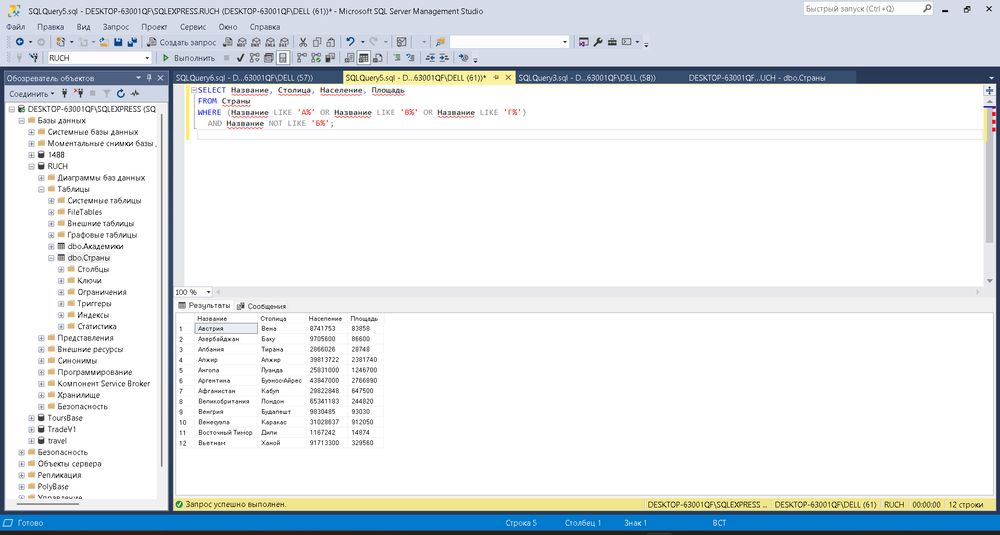 SQLQuery5.sql - DESKTOP-63001QF\SQLEXPRESS.RUCH (DESKTOP-63001QF\DELL (61))* - Microsoft SQL Server Management Studio
Быстрый запуск (Ctrl+Q)
Файл Правка Вид Запрос Проект Сервис Окно Справка
Создать запрос
MDX DMX XMLA DAX
RUCH
Выполнить
Обозреватель объектов
Соединить
DESKTOP-63001QF\SQLEXPRESS (SQ
Базы данных
Системные базы данных
Моментальные снимки базы
1488
RUCH
Диаграммы баз данных
Таблицы
Системные таблицы
FileTables
Внешние таблицы
Графовые таблицы
dbo.Академики
dbo.Страны
Столбцы
Ключи
Ограничения
Триггеры
Индексы
Статистика
Представления
Внешние ресурсы
Синонимы
Программирование
Компонент Service Broker
Хранилище
Безопасность
ToursBase
TradeV1
travel
Безопасность
Объекты сервера
Репликация
PolyBase
Управление
SQLQuery6.sql - D...63001QF\DELL (57))
SQLQuery5.sql - D...63001QF\DELL (61))*
SQLQuery3.sql - D...63001QF\DELL (58))
DESKTOP-63001QF...UCH - dbo.Страны
SELECT Название, Столица, Население, Площадь
FROM Страны
WHERE (Название LIKE 'А%' OR Название LIKE 'В%' OR Название LIKE 'Г%')
AND Название NOT LIKE 'Б%';
100 %
Результаты Сообщения
Название Столица Население Площадь
1 Австрия Вена 8741753 83858
2 Азербайджан Баку 9705600 86600
3 Албания Тирана 2866026 28748
4 Алжир Алжир 39813722 2381740
5 Ангола Луанда 25831000 1246700
6 Аргентина Буэнос-Айрес 43847000 2766890
7 Афганистан Кабул 29822848 647500
8 Великобритания Лондон 65341183 244820
9 Венгрия Будапешт 9830485 93030
10 Венесуэла Каракас 31028637 912050
11 Восточный Тимор Дили 1167242 14874
12 Вьетнам Ханой 91713300 329560
Запрос успешно выполнен.
DESKTOP-63001QF\SQLEXPRESS ... DESKTOP-63001QF\DELL (61) RUCH 00:00:00 12 строки
Готово Строка 5 Столбец 1 Знак 1 ВСТ